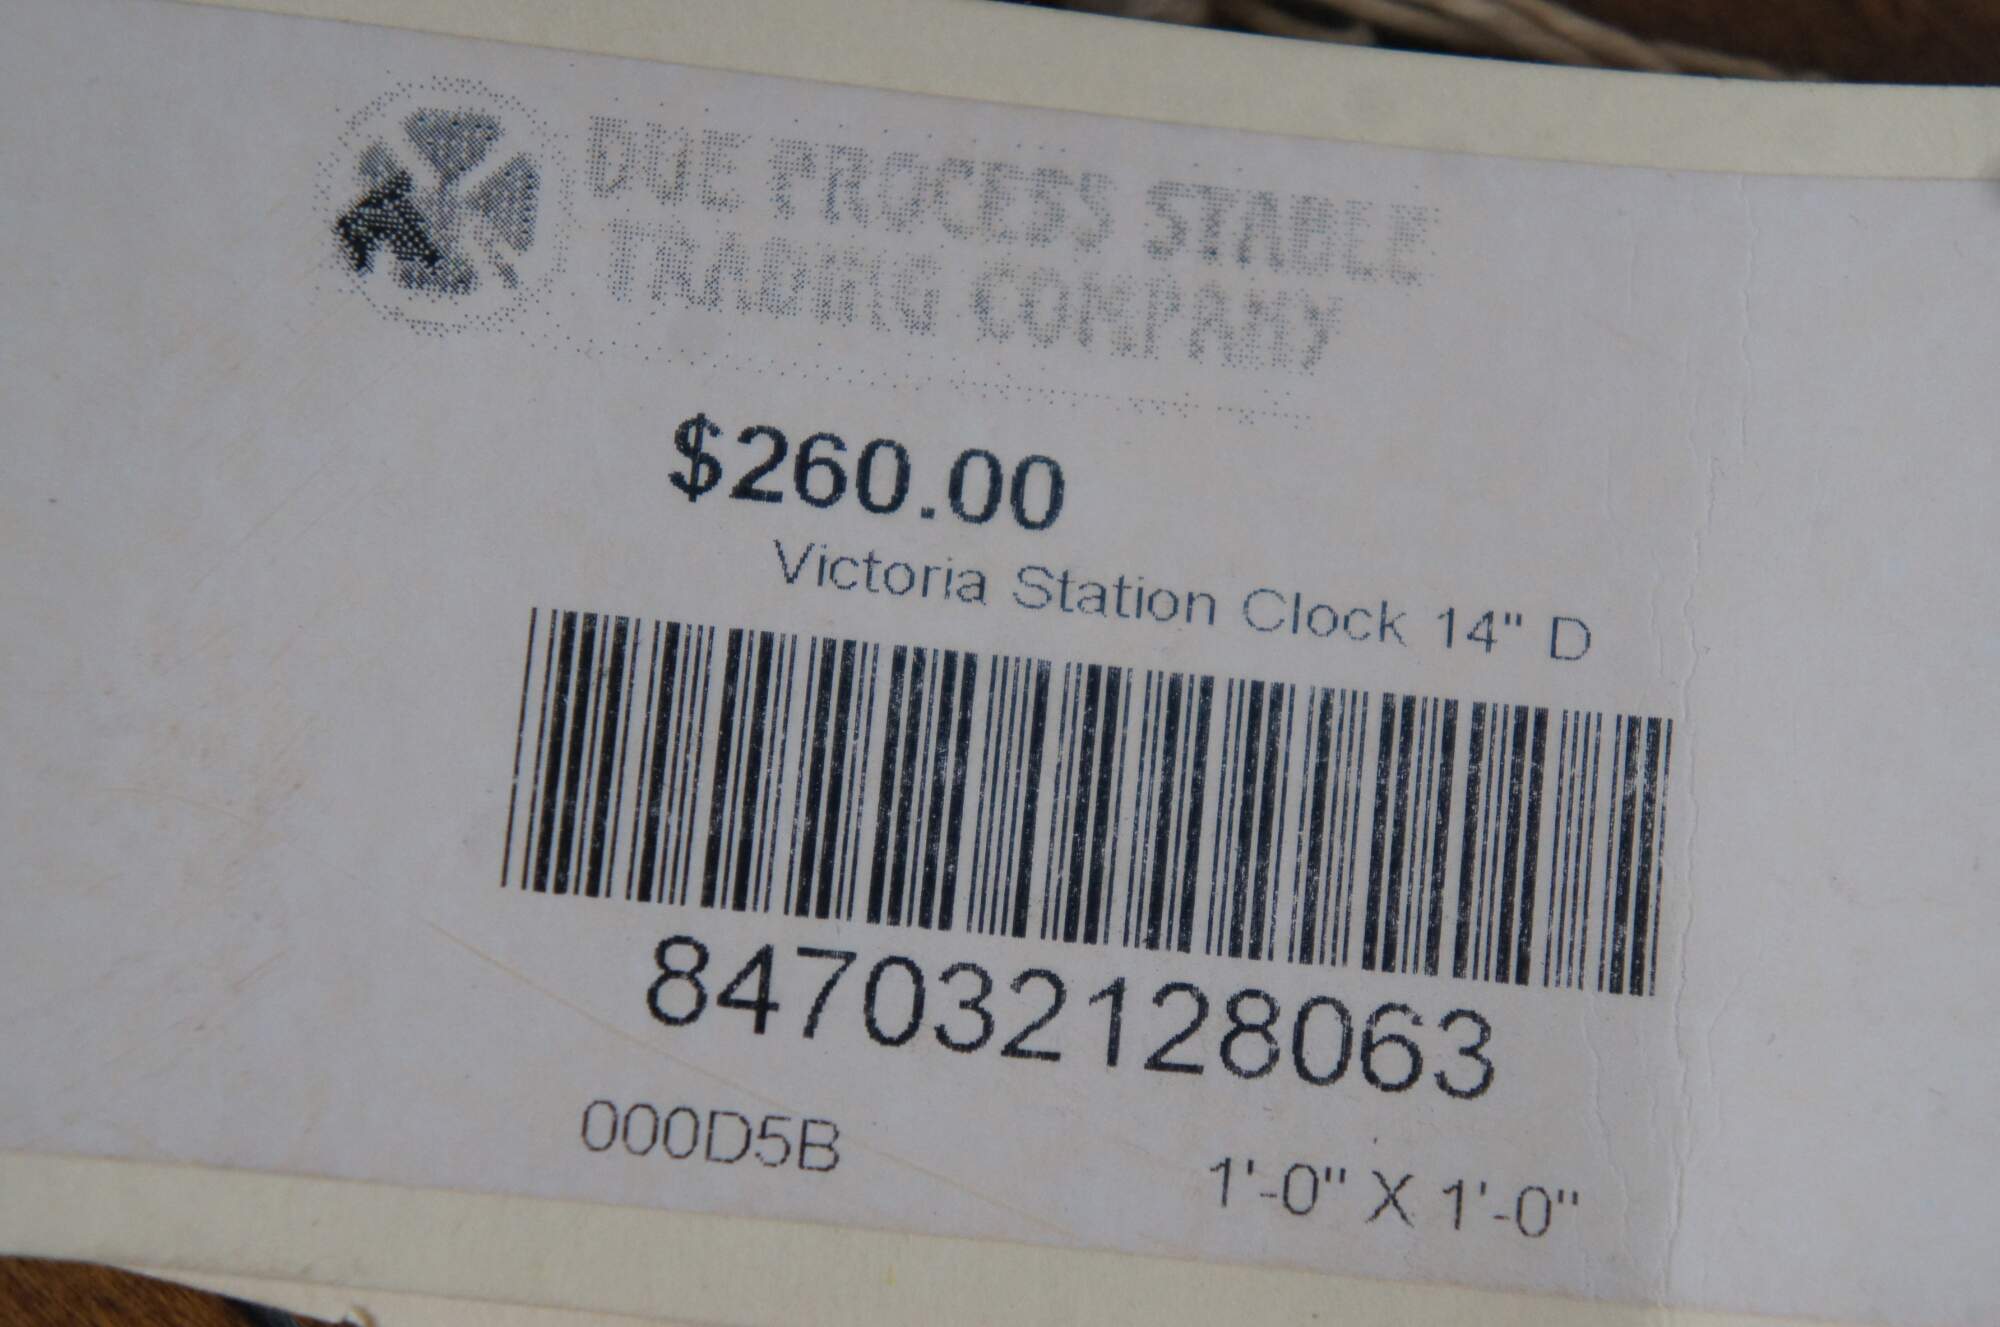 DUE PROCESS STABLE
TRADING COMPANY
$260.00
Victoria Station Clock 14" D
847032128063
000D5B
1'-0" X 1'-0"